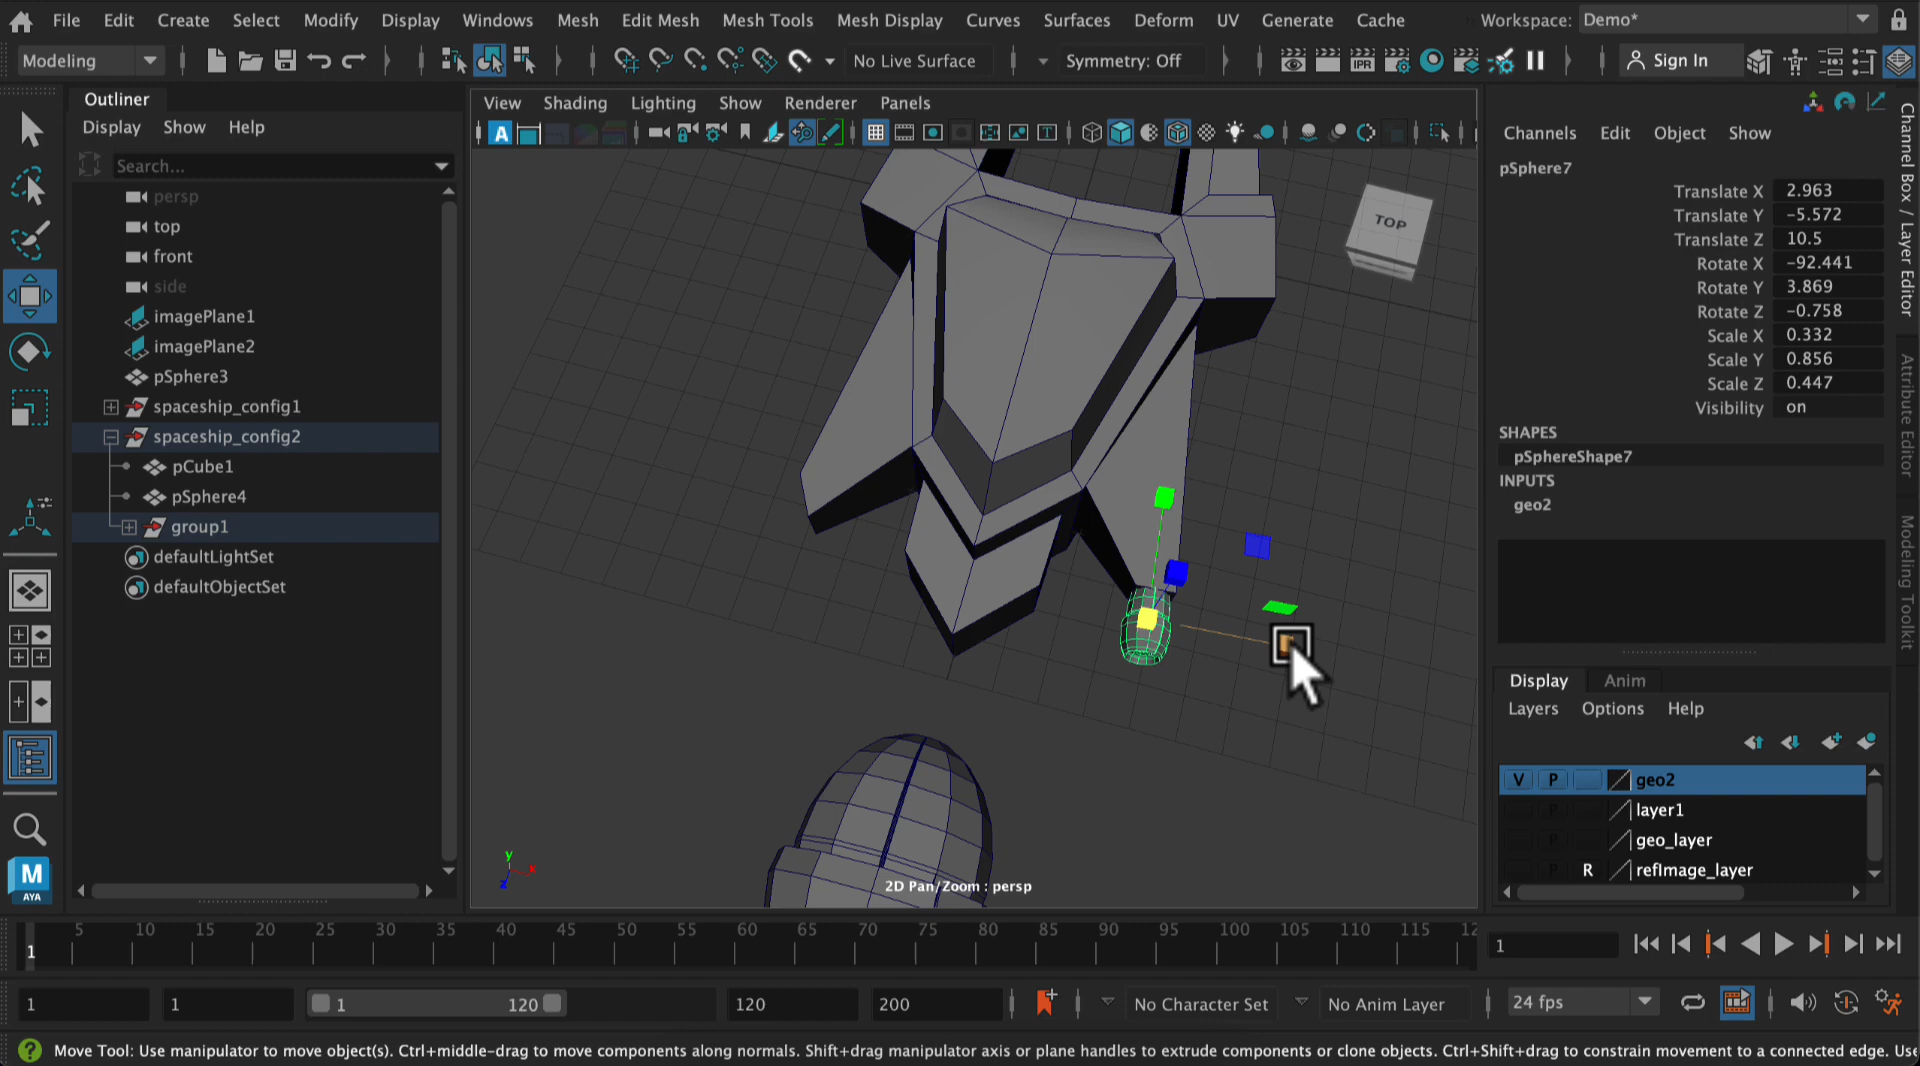 File Edit Create Select Modify Display Windows Mesh Edit Mesh Mesh Tools Mesh Display Curves Surfaces Deform UV Generate Cache Workspace: Demo*
Modeling No Live Surface Symmetry: Off IPR Sign In
Outliner
Display Show Help
Search...
persp
top
front
side
imagePlane1
imagePlane2
pSphere3
spaceship_config1
spaceship_config2
pCube1
pSphere4
group1
defaultLightSet
defaultObjectSet
M
AYA
View Shading Lighting Show Renderer Panels
A T
TOP
y
x
z
2D Pan/Zoom : persp
Channels Edit Object Show
pSphere7
Translate X 2.963
Translate Y -5.572
Translate Z 10.5
Rotate X -92.441
Rotate Y 3.869
Rotate Z -0.758
Scale X 0.332
Scale Y 0.856
Scale Z 0.447
Visibility on
SHAPES
pSphereShape7
INPUTS
geo2
Channel Box / Layer Editor
Attribute Editor
Modeling Toolkit
Display Anim
Layers Options Help
V P geo2
P layer1
P geo_layer
P R refImage_layer
5 10 15 20 25 30 35 40 45 50 55 60 65 70 75 80 85 90 95 100 105 110 115 12
1
1
1 1 1 120 120 200 No Character Set No Anim Layer 24 fps
? Move Tool: Use manipulator to move object(s). Ctrl+middle-drag to move components along normals. Shift+drag manipulator axis or plane handles to extrude components or clone objects. Ctrl+Shift+drag to constrain movement to a connected edge. Use